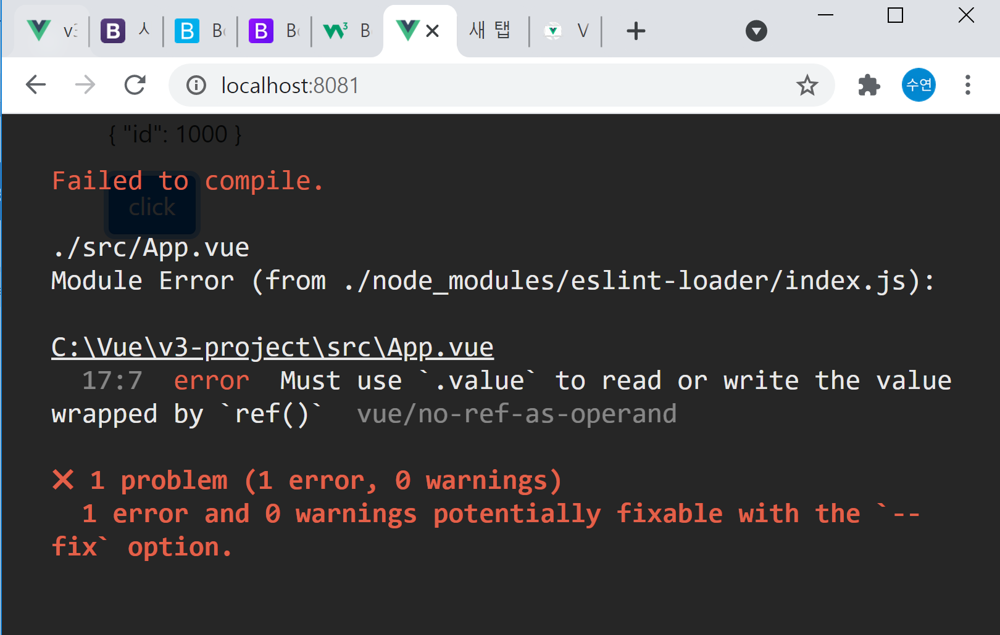 v3
B
ㅅ
B
B
B
B
W3
B
새 탭
V
localhost:8081
수연
{ "id": 1000 }
Failed to compile.
click
./src/App.vue
Module Error (from ./node_modules/eslint-loader/index.js):
C:\Vue\v3-project\src\App.vue
17:7 error Must use `.value` to read or write the value
wrapped by `ref()` vue/no-ref-as-operand
✕ 1 problem (1 error, 0 warnings)
1 error and 0 warnings potentially fixable with the `--
fix` option.